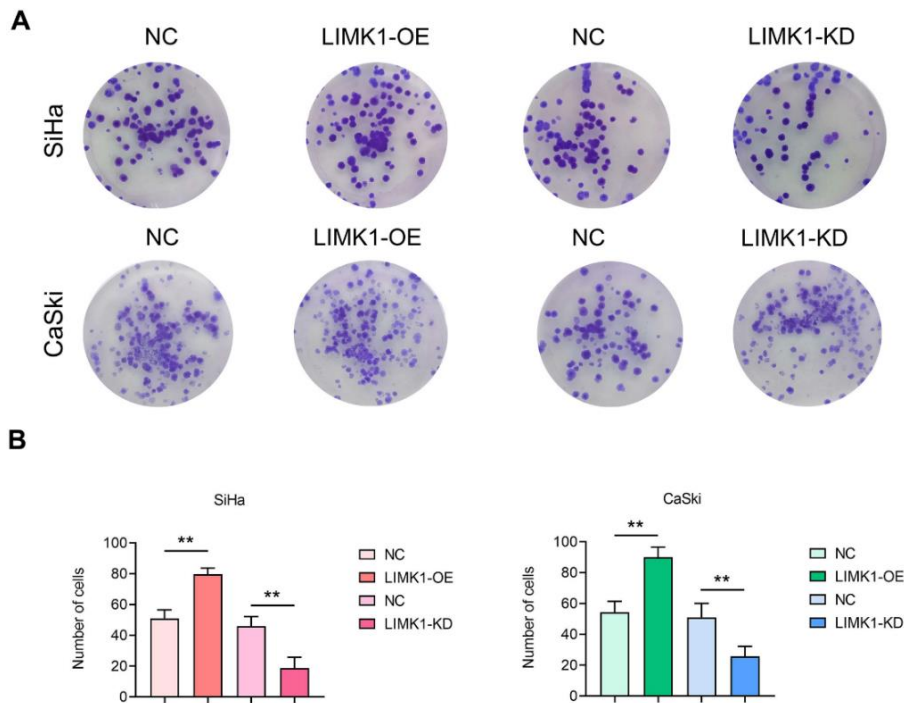 A
NC LIMK1-OE NC LIMK1-KD
SiHa
NC LIMK1-OE NC LIMK1-KD
CaSki
B
SiHa
Number of cells
100
80
60
40
20
0
**
**
NC
LIMK1-OE
NC
LIMK1-KD
CaSki
Number of cells
100
80
60
40
20
0
**
**
NC
LIMK1-OE
NC
LIMK1-KD